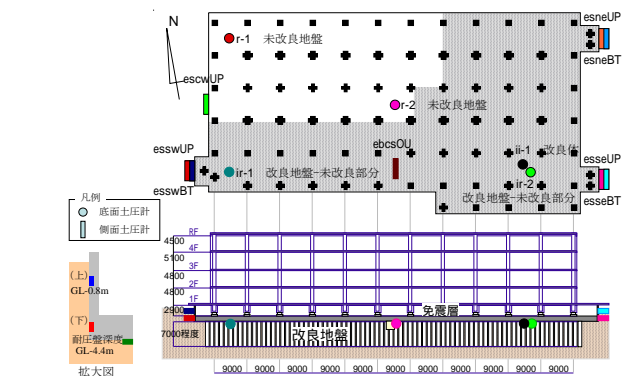 N
esneUP
r-1 未改良地盤
esneBT
escwUP
r-2 未改良地盤
ebcsOU
ii-1 改良体
esswUP
esseUP
ir-1 改良地盤-未改良部分
ir-2
esswBT
改良地盤-未改良部分
esseBT
凡例
底面土圧計
側面土圧計
RF
4500
4F
5100
3F
4800
2F
4800
1F
2900
免震層
7000程度
改良地盤
(上)
GL-0.8m
(下)
耐圧盤深度
GL-4.4m
拡大図
9000 9000 9000 9000 9000 9000 9000 9000 9000 9000 9000